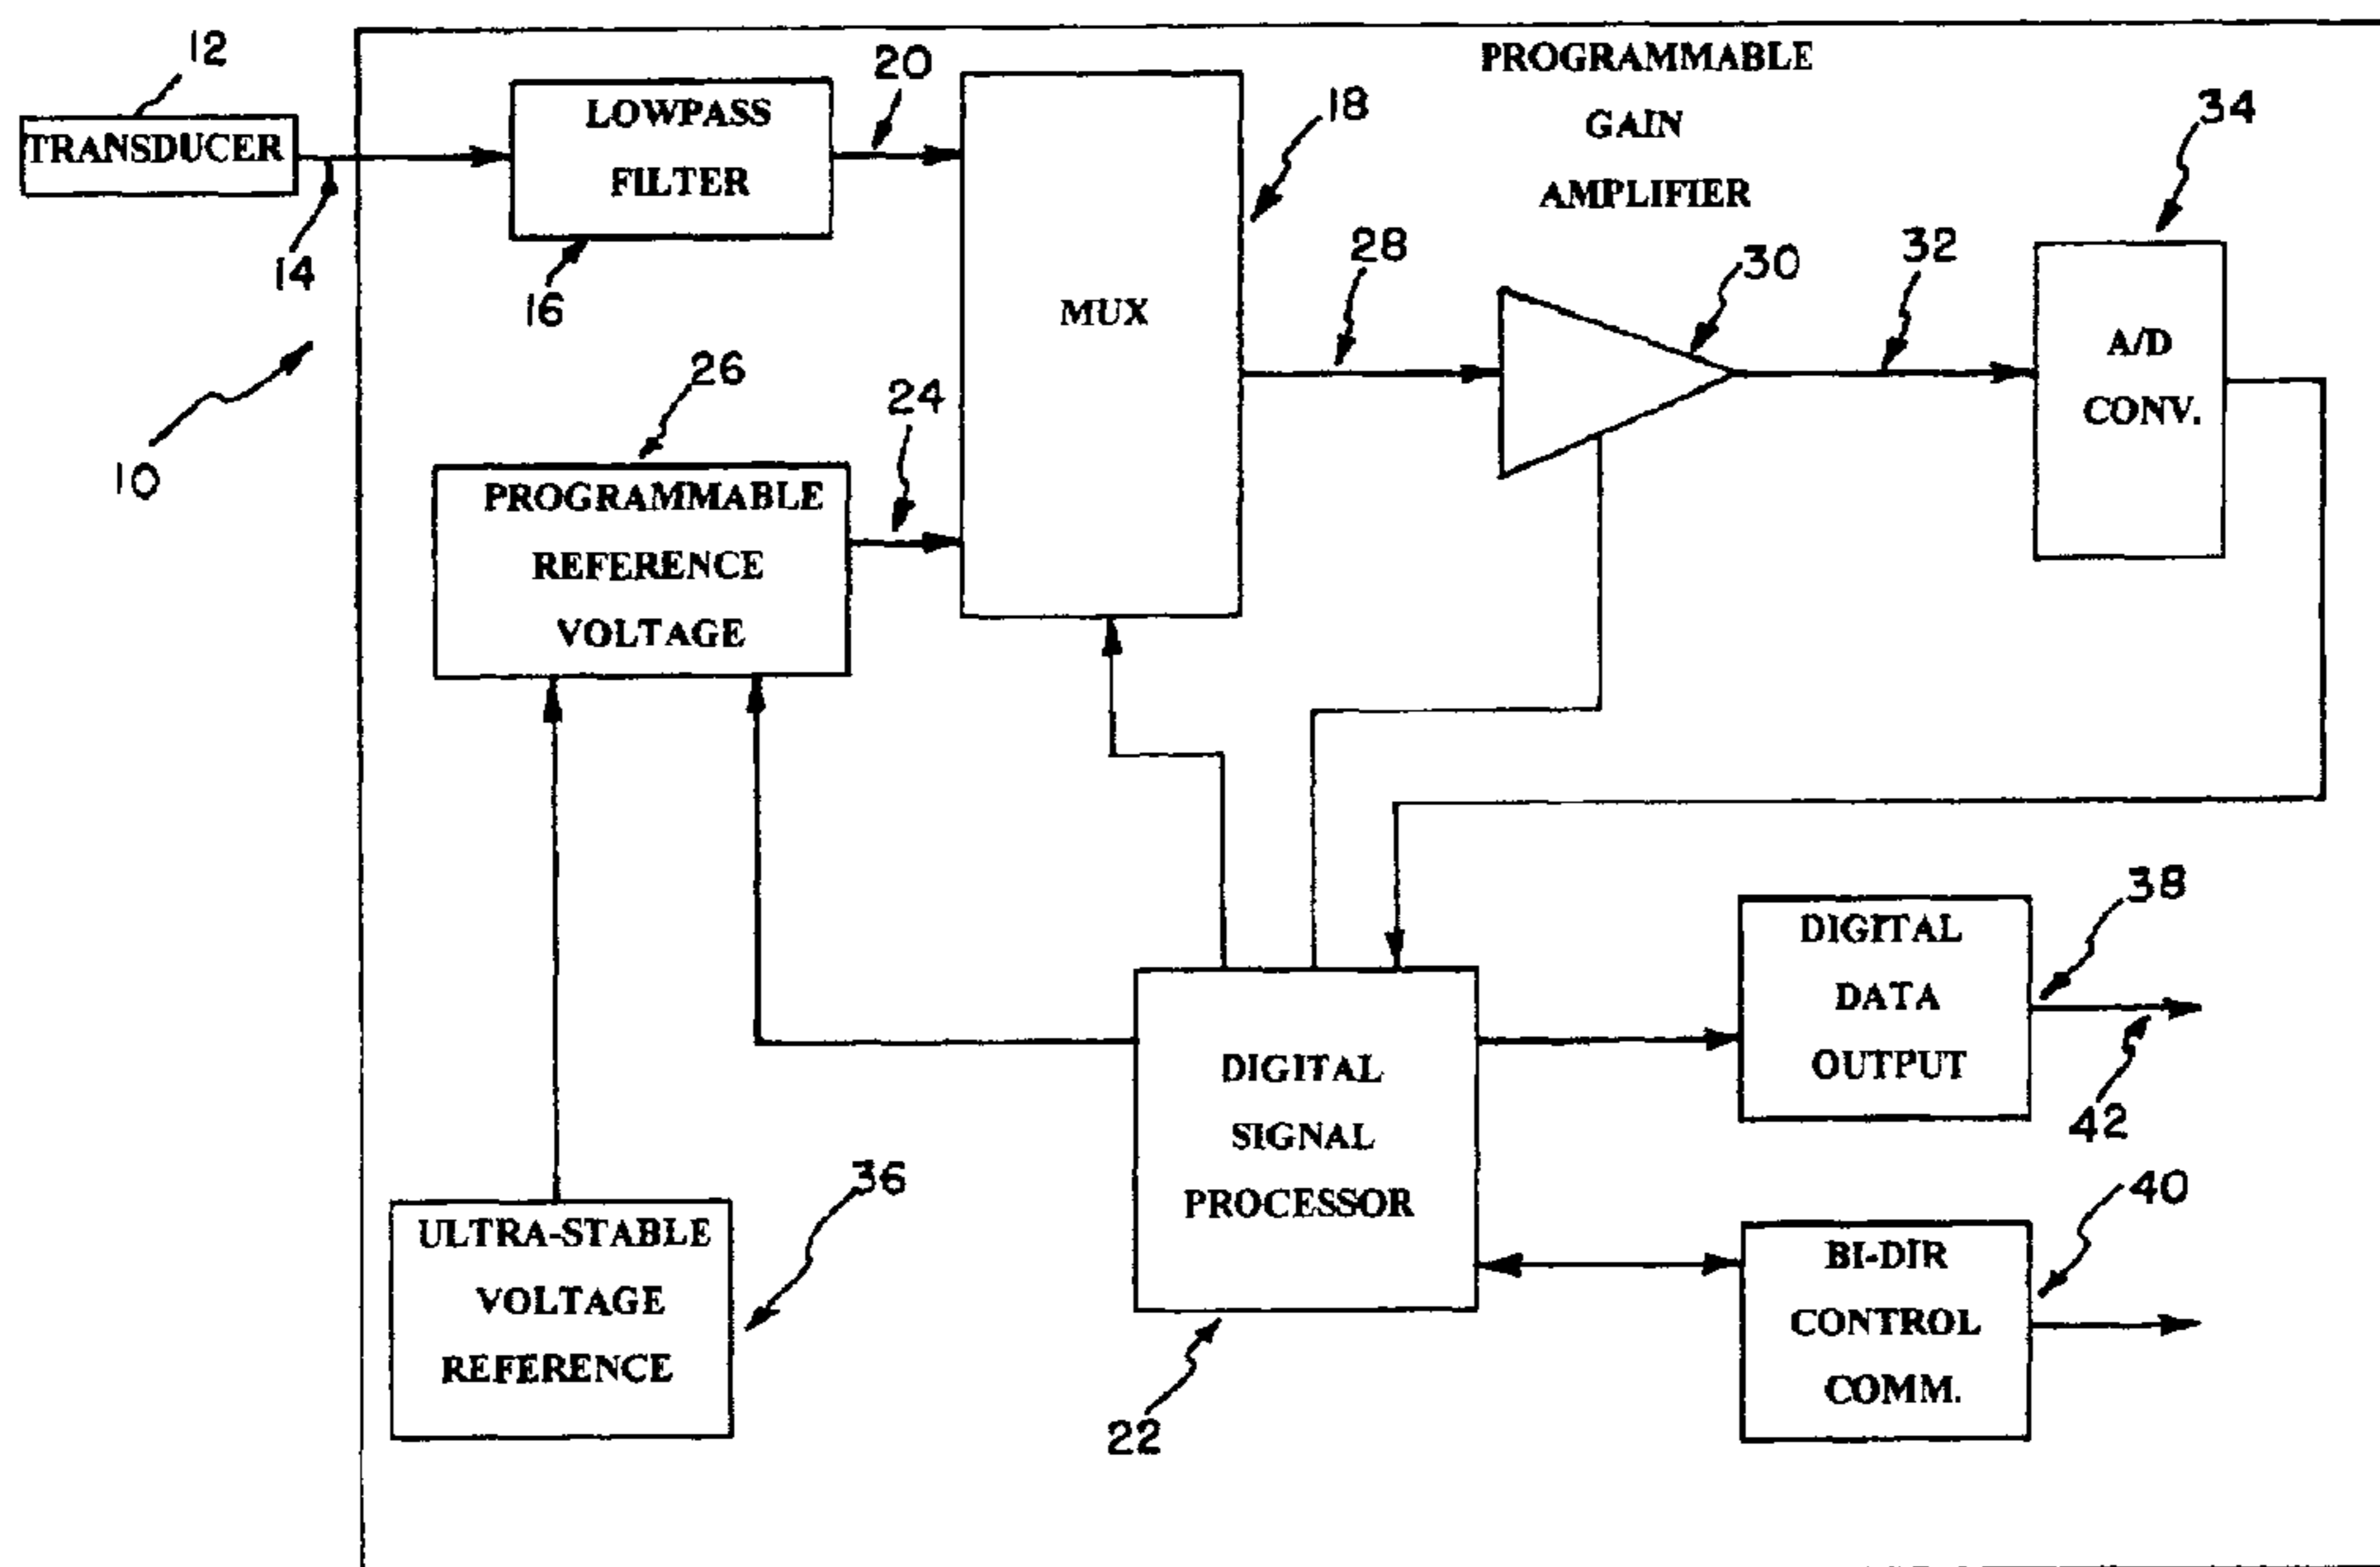 12
TRANSDUCER
14
10
LOWPASS
FILTER
16
20
MUX
18
PROGRAMMABLE
GAIN
AMPLIFIER
28
30
32
34
A/D
CONV.
26
24
PROGRAMMABLE
REFERENCE
VOLTAGE
ULTRA-STABLE
VOLTAGE
REFERENCE
36
DIGITAL
SIGNAL
PROCESSOR
22
DIGITAL
DATA
OUTPUT
38
42
BI-DIR
CONTROL
COMM.
40